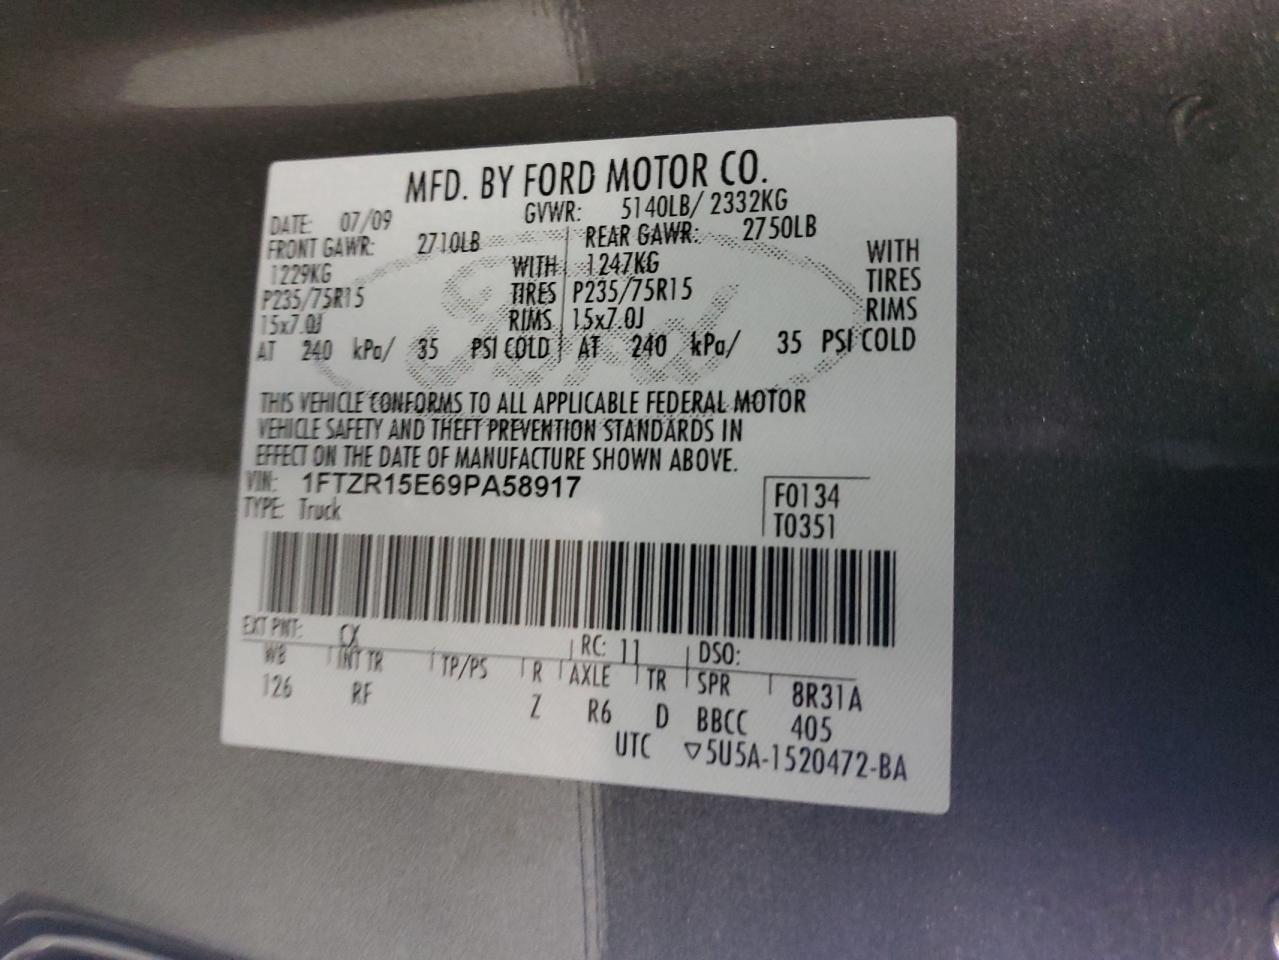 MFD. BY FORD MOTOR CO.
DATE: 07/09 GVWR: 5140LB/ 2332KG
FRONT GAWR: 2710LB REAR GAWR: 2750LB
1229KG WITH 1247KG WITH
P235/75R15 TIRES P235/75R15 TIRES
15x7.0J RIMS 15x7.0J RIMS
AT 240 kPa/ 35 PSI COLD AT 240 kPa/ 35 PSI COLD
Ford
THIS VEHICLE CONFORMS TO ALL APPLICABLE FEDERAL MOTOR
VEHICLE SAFETY AND THEFT PREVENTION STANDARDS IN
EFFECT ON THE DATE OF MANUFACTURE SHOWN ABOVE.
VIN: 1FTZR15E69PA58917 F0134
TYPE: Truck T0351
EXT PNT: CX RC: 11 DSO:
WB INT TR TP/PS R AXLE TR SPR 8R31A
126 RF Z R6 D BBCC 405
UTC ▽5U5A-1520472-BA